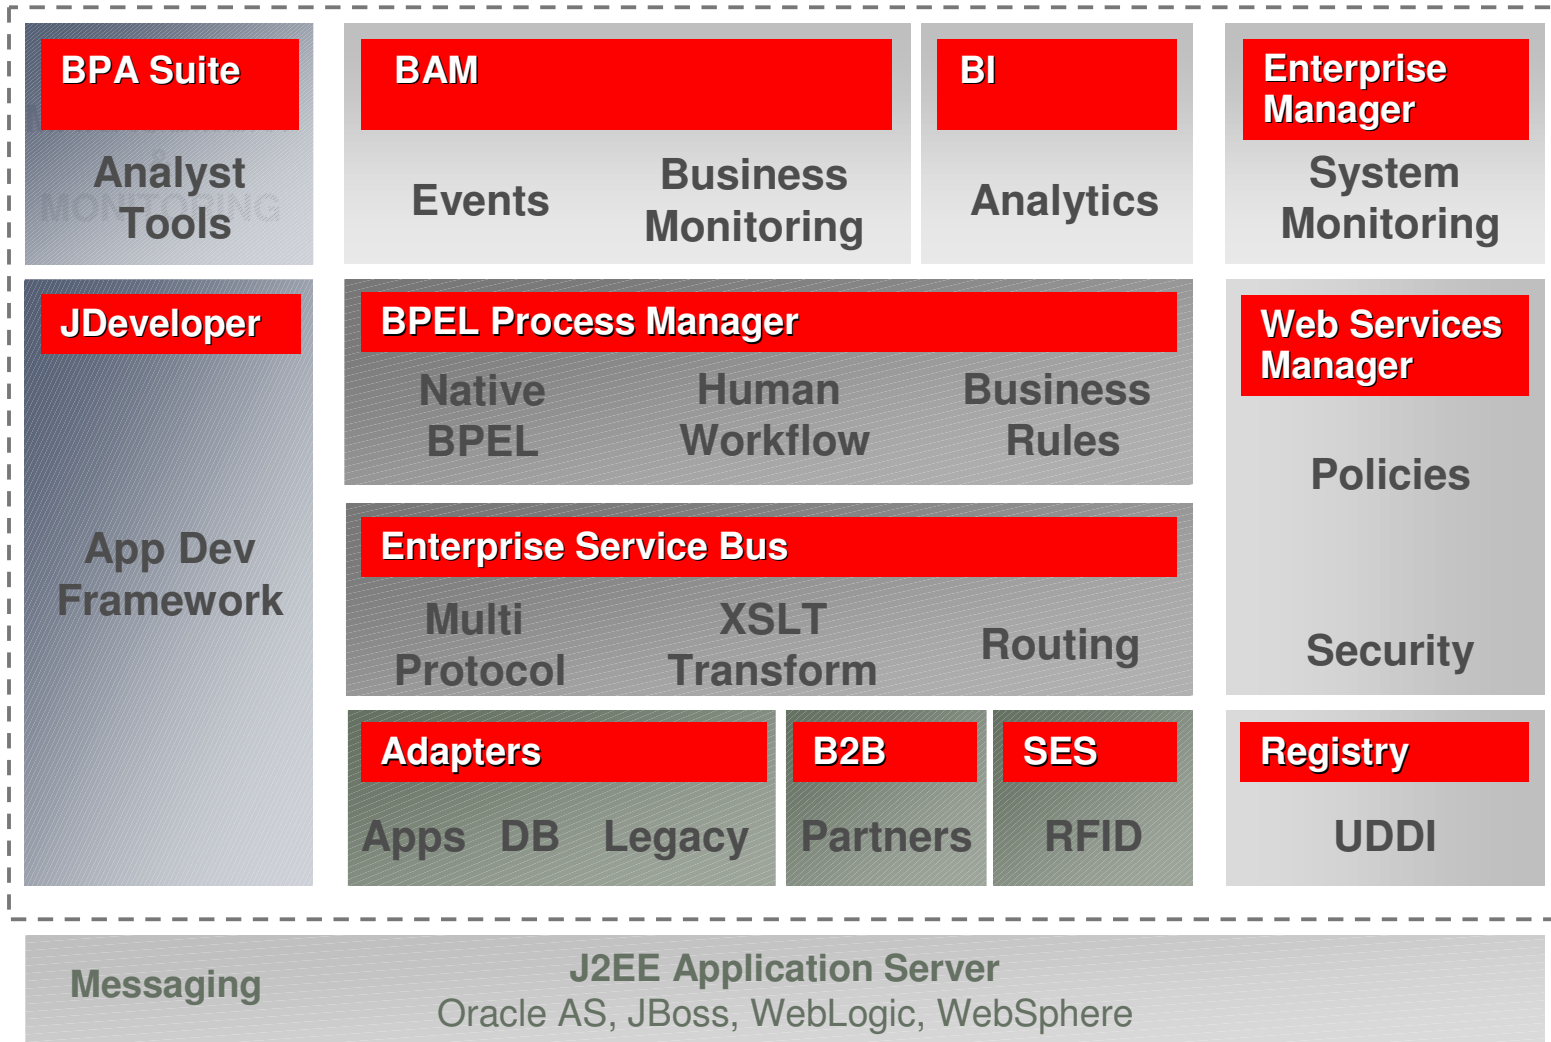 BPA Suite
Analyst
Tools
MONITORING
BAM
Events
Business
Monitoring
BI
Analytics
Enterprise
Manager
System
Monitoring
JDeveloper
App Dev
Framework
BPEL Process Manager
Native
BPEL
Human
Workflow
Business
Rules
Web Services
Manager
Policies
Security
Enterprise Service Bus
Multi
Protocol
XSLT
Transform
Routing
Adapters
Apps DB Legacy
B2B
Partners
SES
RFID
Registry
UDDI
Messaging
J2EE Application Server
Oracle AS, JBoss, WebLogic, WebSphere